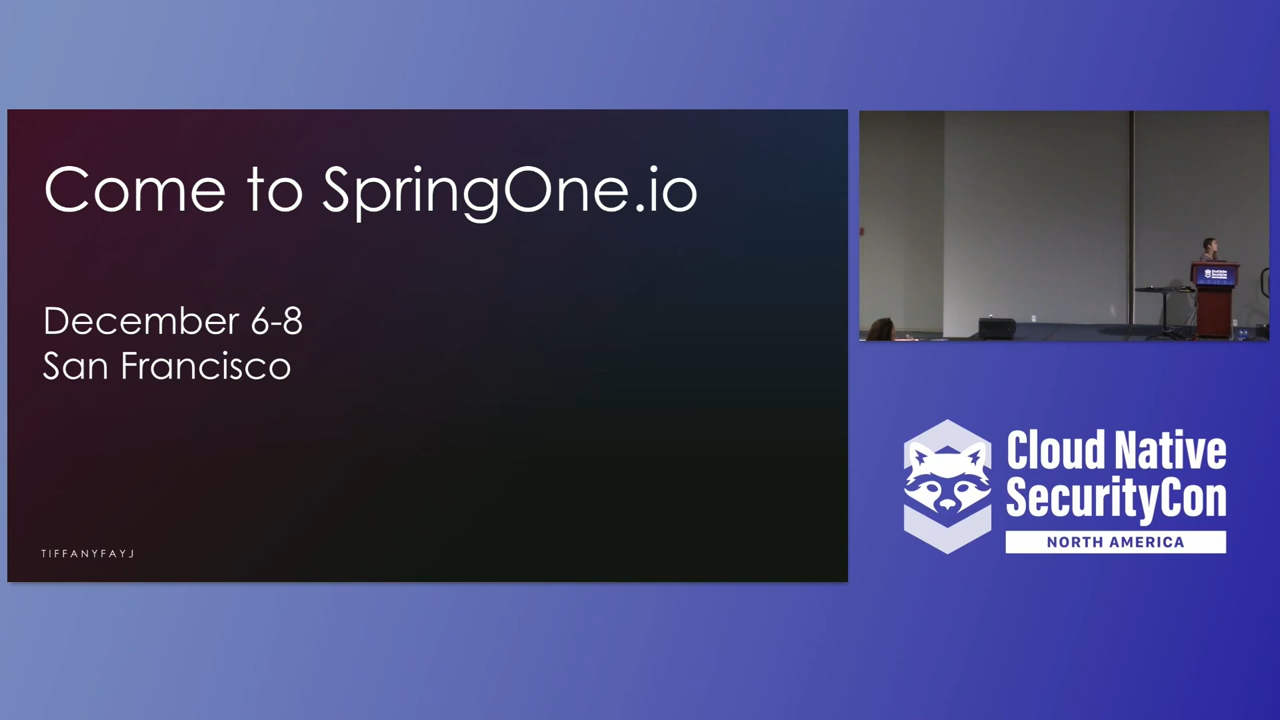 Come to SpringOne.io
December 6-8
San Francisco
TIFFANYFAYJ
Cloud Native
SecurityCon
NORTH AMERICA